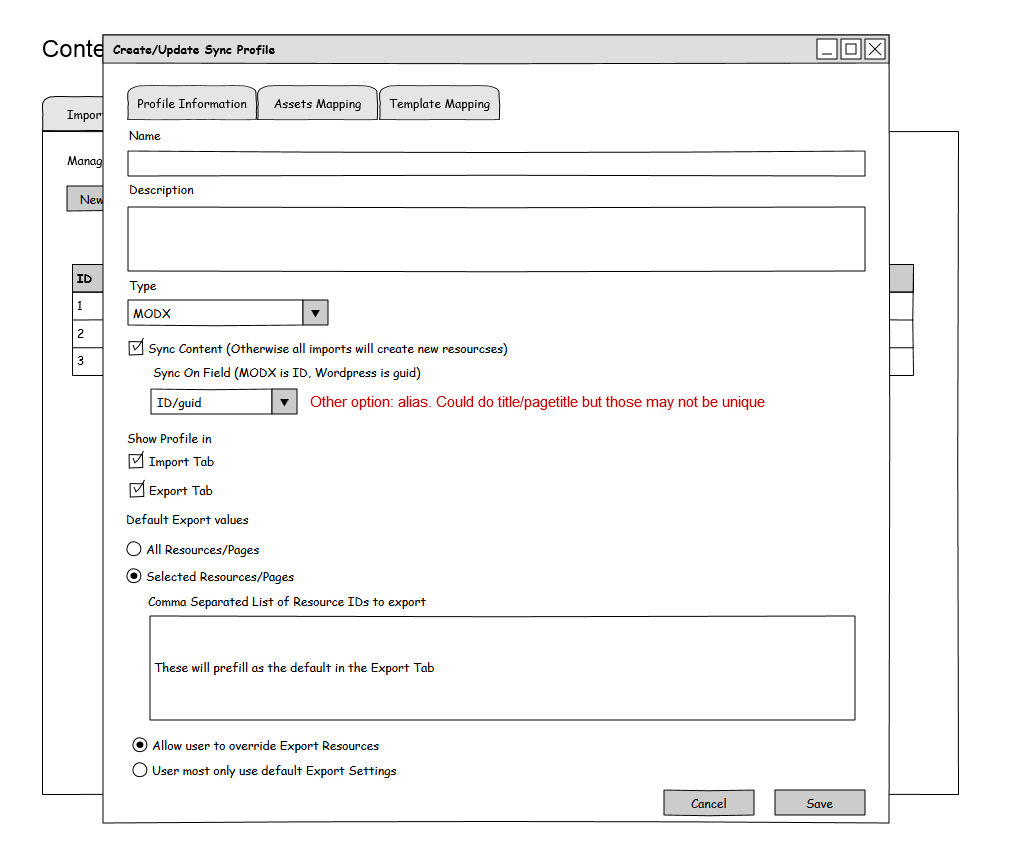 Conte
Create/Update Sync Profile
Impor
Profile Information Assets Mapping Template Mapping
Name
Manag
Description
New
ID
Type
1
MODX
2
Sync Content (Otherwise all imports will create new resourcses)
3
Sync On Field (MODX is ID, Wordpress is guid)
ID/guid Other option: alias. Could do title/pagetitle but those may not be unique
Show Profile in
Import Tab
Export Tab
Default Export values
All Resources/Pages
Selected Resources/Pages
Comma Separated List of Resource IDs to export
These will prefill as the default in the Export Tab
Allow user to override Export Resources
User most only use default Export Settings
Cancel Save